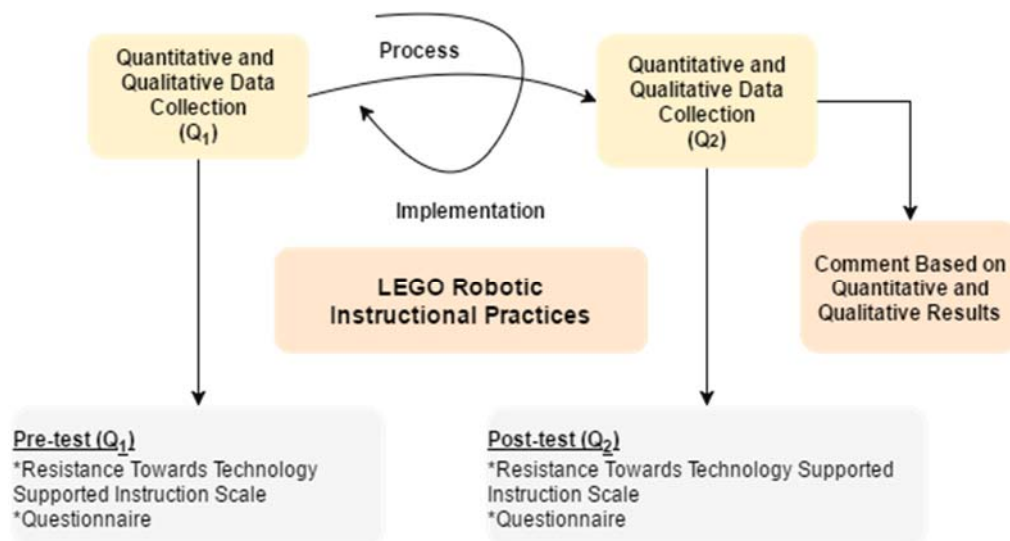 Quantitative and
Qualitative Data
Collection
(Q₁)
Process
Implementation
Quantitative and
Qualitative Data
Collection
(Q2)
LEGO Robotic
Instructional Practices
Comment Based on
Quantitative and
Qualitative Results
Pre-test (Q₁)
*Resistance Towards Technology
Supported Instruction Scale
*Questionnaire
Post-test (Q₂)
*Resistance Towards Technology Supported
Instruction Scale
*Questionnaire